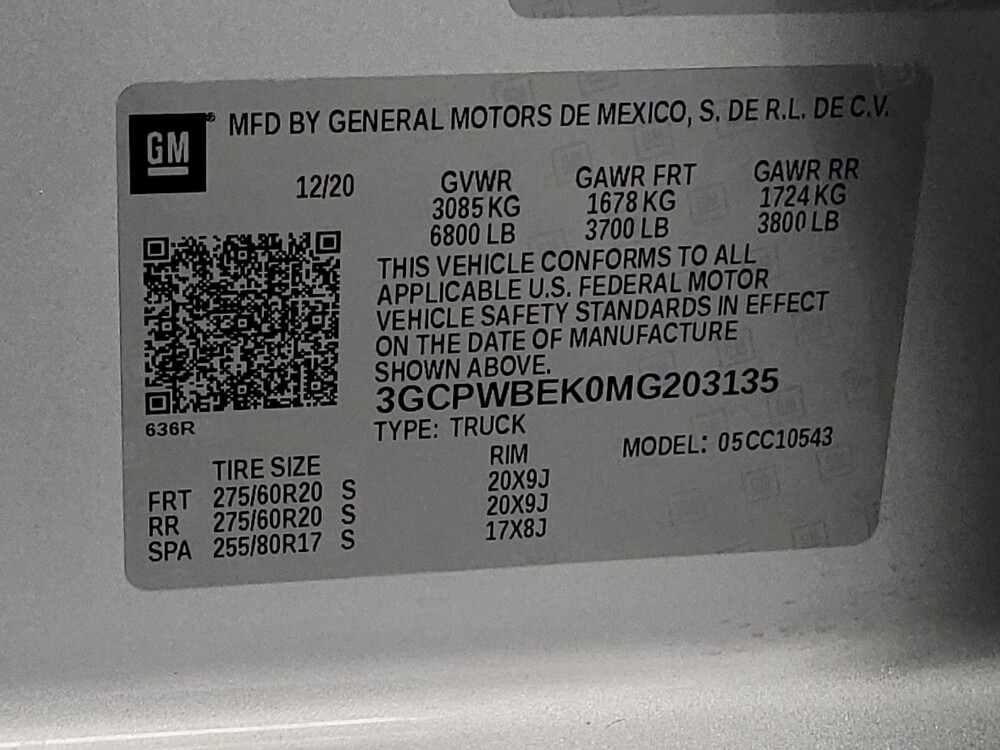 GM® MFD BY GENERAL MOTORS DE MEXICO, S. DE R.L. DE C.V.
12/20 GVWR GAWR FRT GAWR RR
3085 KG 1678 KG 1724 KG
6800 LB 3700 LB 3800 LB
THIS VEHICLE CONFORMS TO ALL
APPLICABLE U.S. FEDERAL MOTOR
VEHICLE SAFETY STANDARDS IN EFFECT
ON THE DATE OF MANUFACTURE
SHOWN ABOVE.
3GCPWBEK0MG203135
636R
TYPE: TRUCK
MODEL: 05CC10543
TIRE SIZE RIM
FRT 275/60R20 S 20X9J
RR 275/60R20 S 20X9J
SPA 255/80R17 S 17X8J